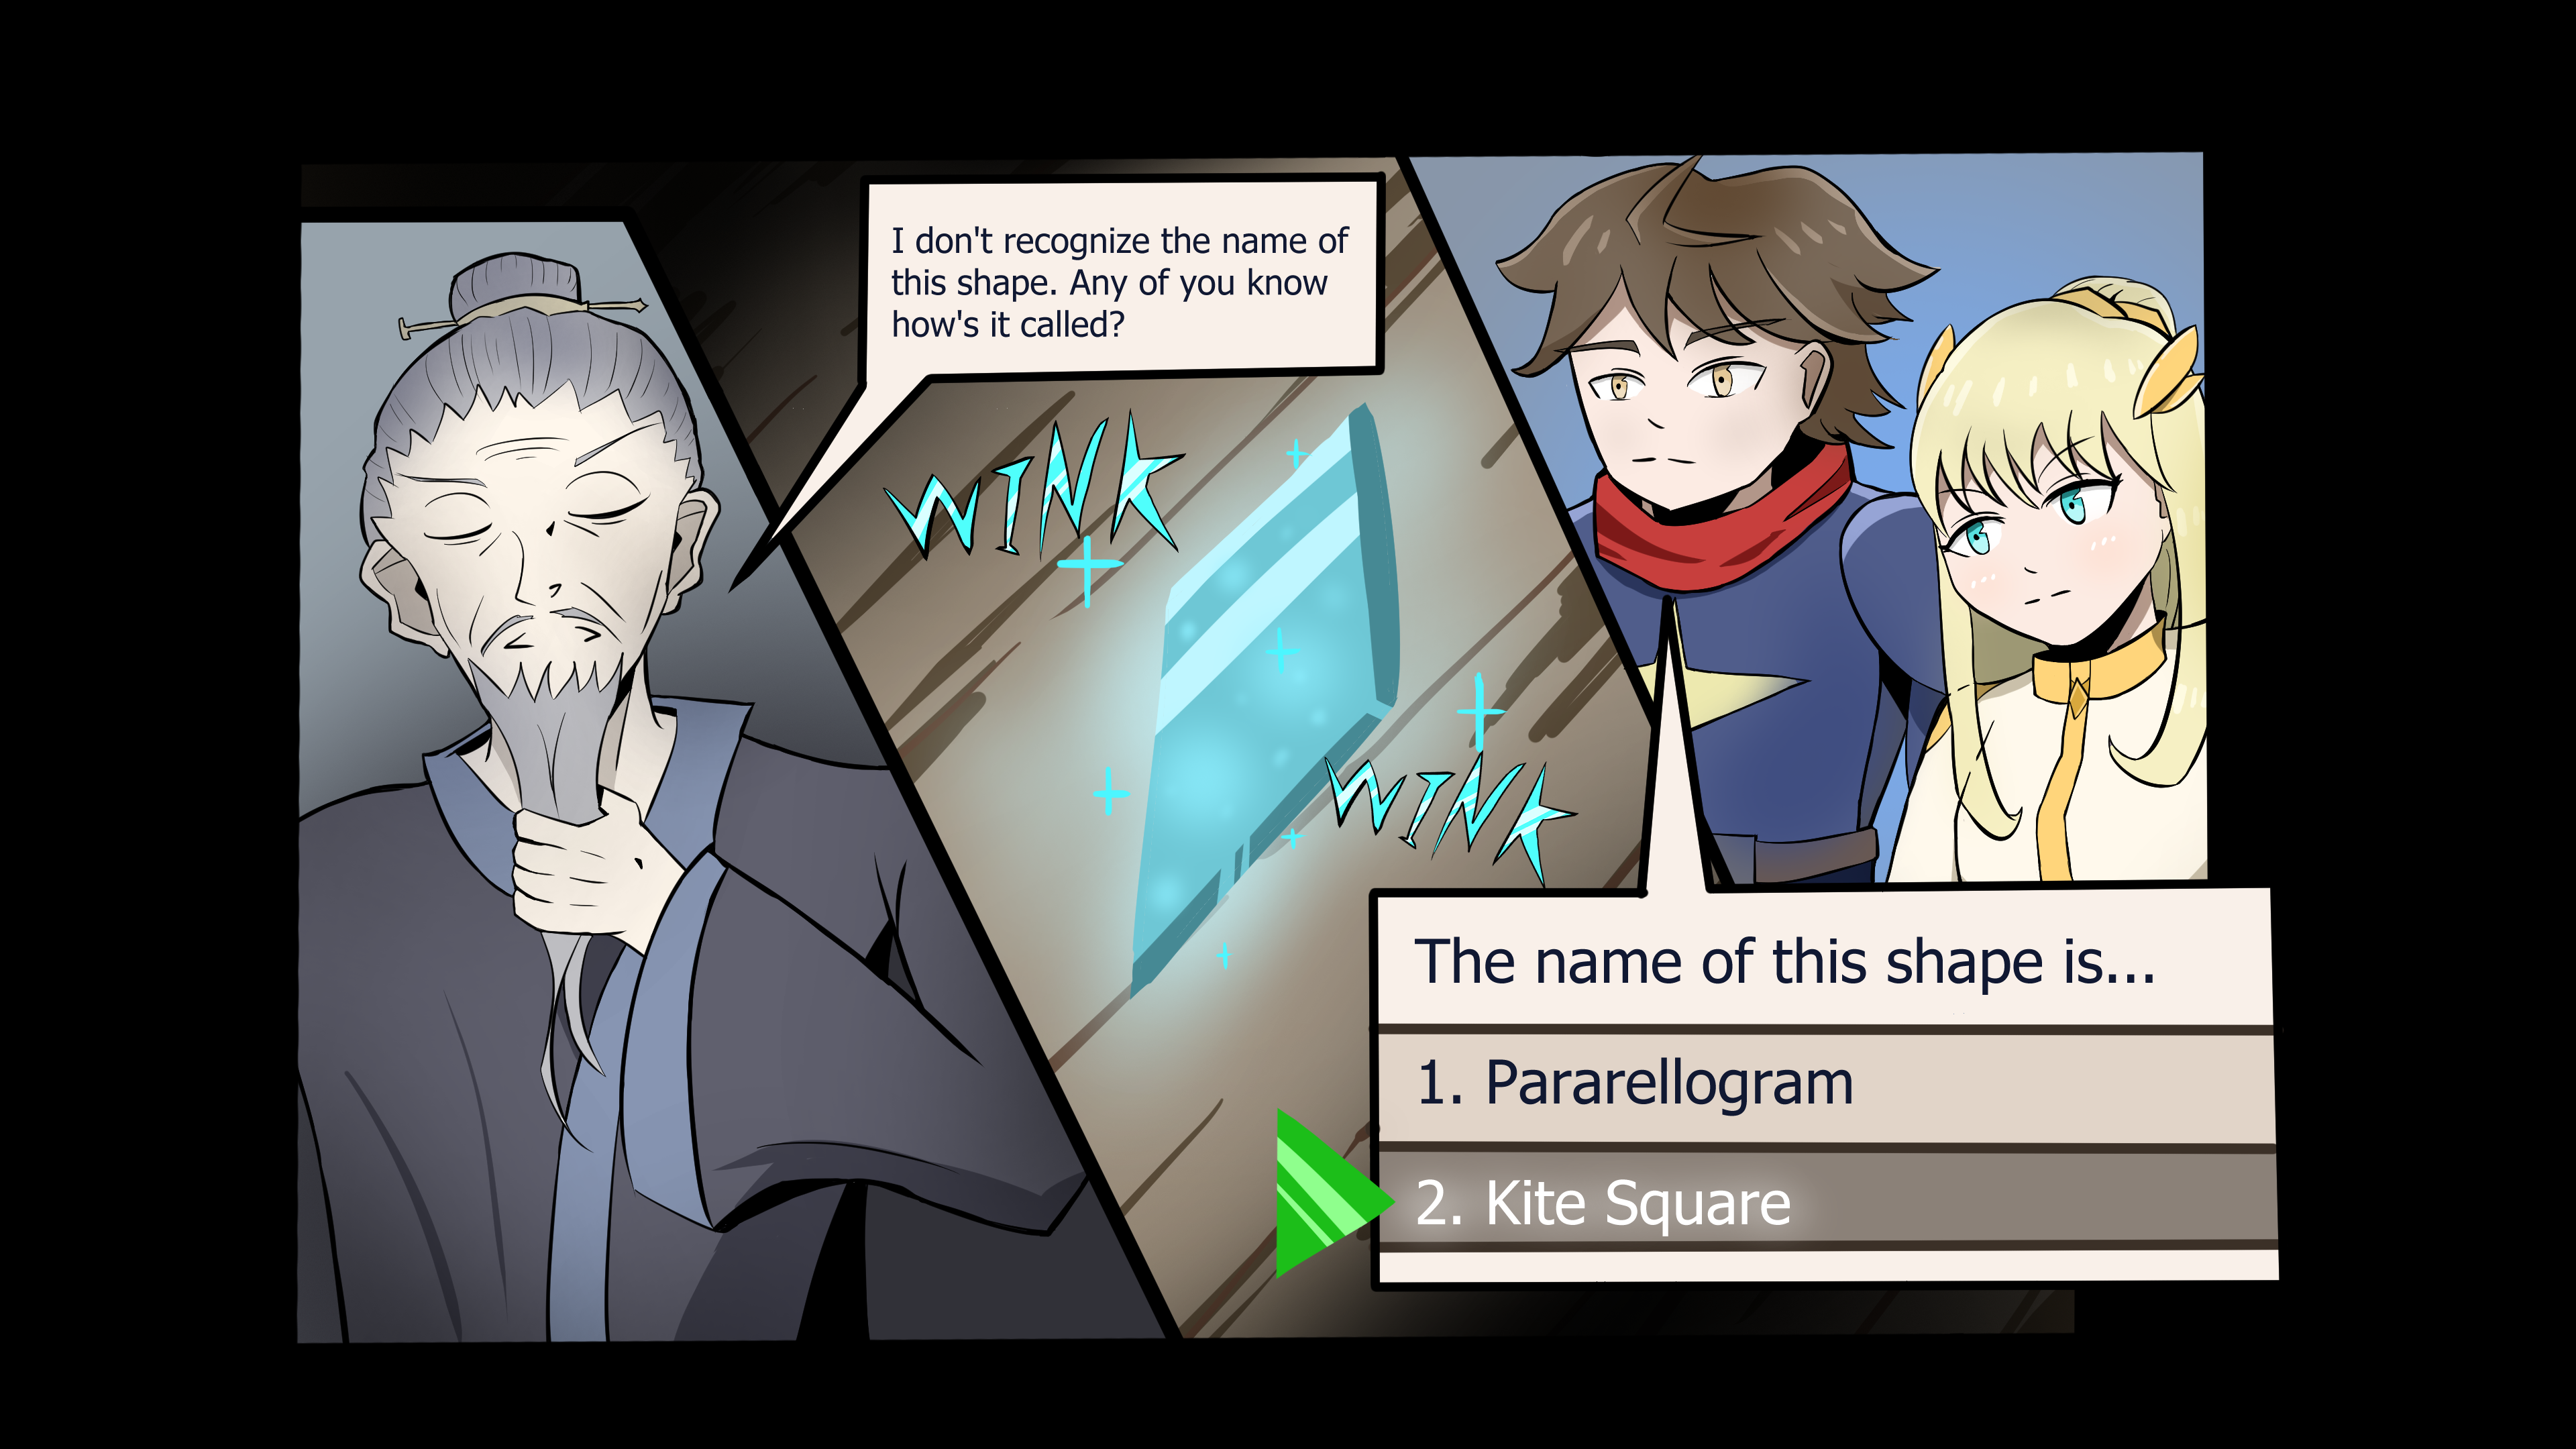 I don't recognize the name of
this shape. Any of you know
how's it called?
WINK
WINK
The name of this shape is...
1. Pararellogram
2. Kite Square